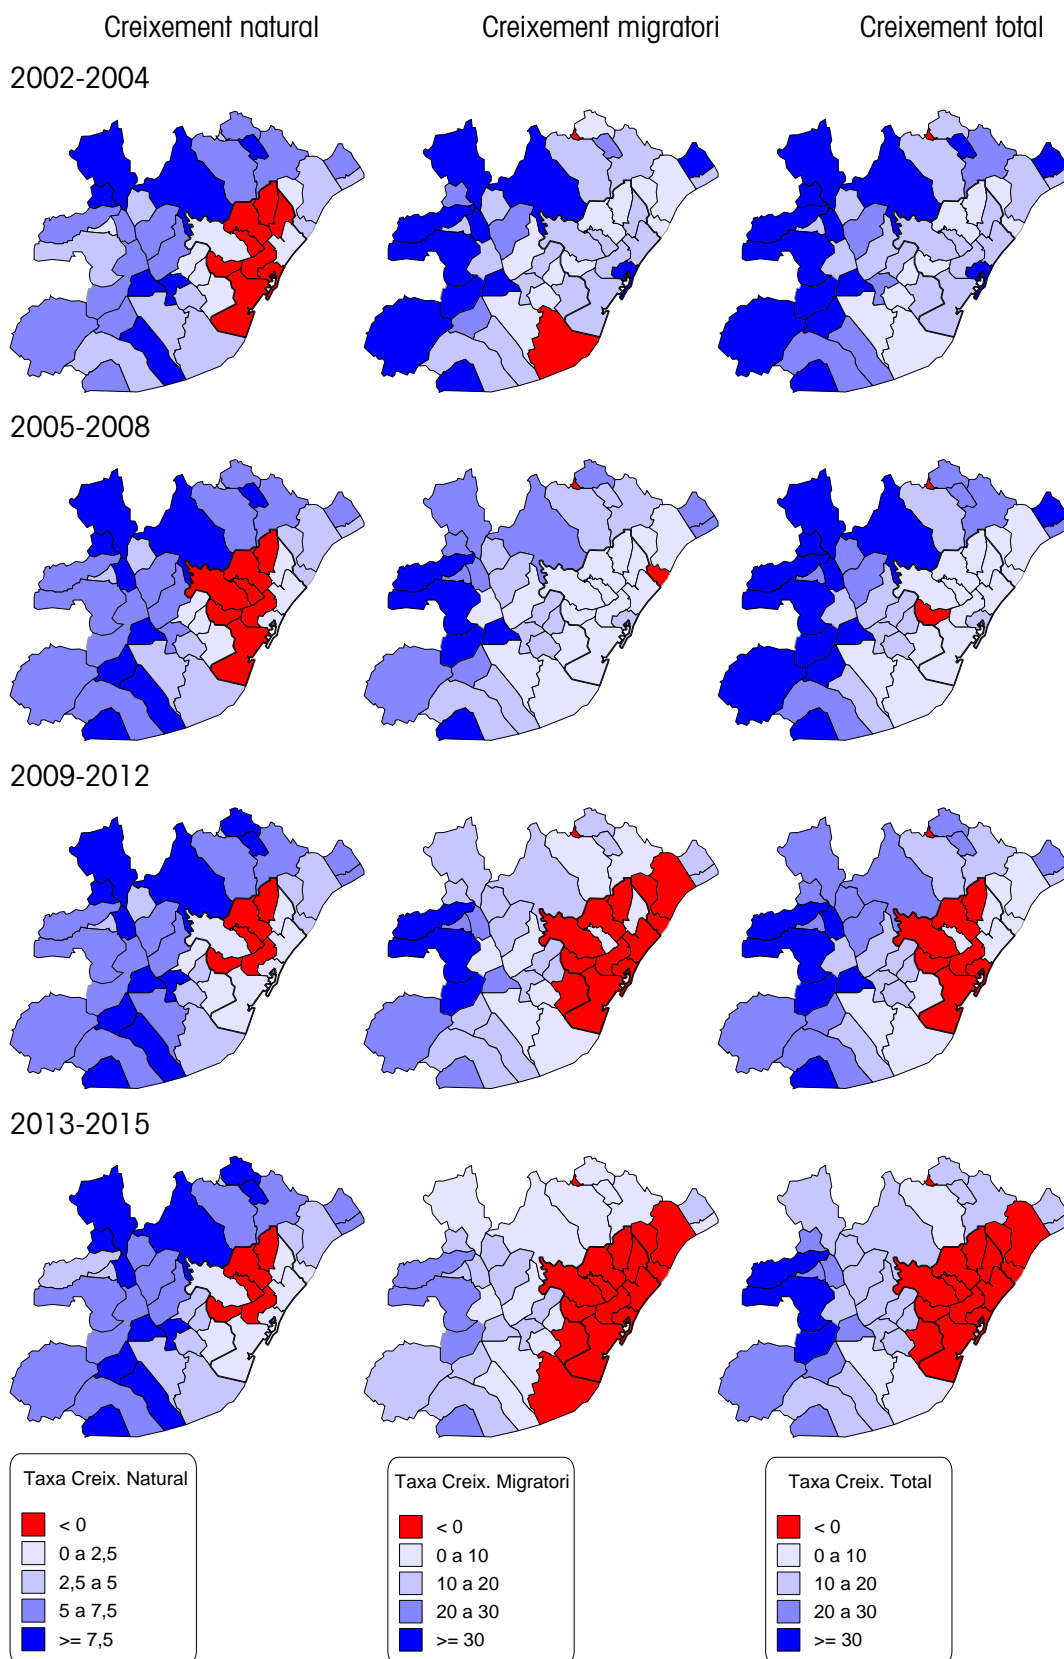 Creixement natural
Creixement migratori
Creixement total
2002-2004
2005-2008
2009-2012
2013-2015
Taxa Creix. Natural
< 0
0 a 2,5
2,5 a 5
5 a 7,5
>= 7,5
Taxa Creix. Migratori
< 0
0 a 10
10 a 20
20 a 30
>= 30
Taxa Creix. Total
< 0
0 a 10
10 a 20
20 a 30
>= 30